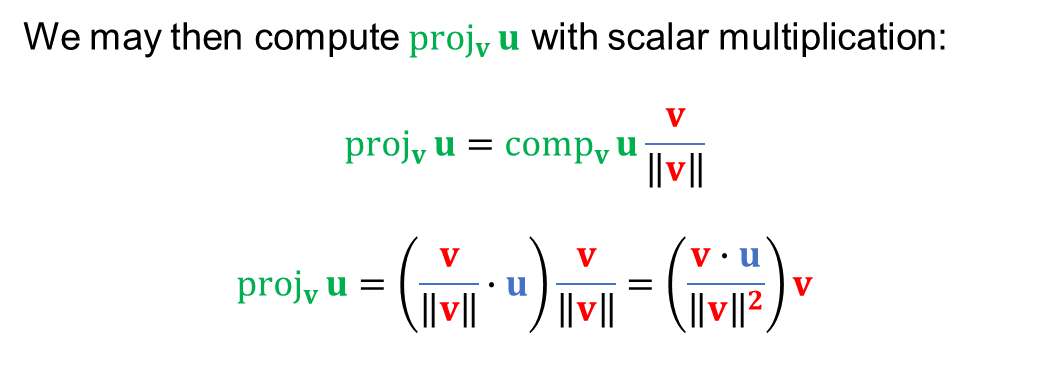 We may then compute proj_v u with scalar multiplication:
proj_v u = comp_v u v/‖v‖
proj_v u = (v/‖v‖ · u) v/‖v‖ = (v · u/‖v‖²) v